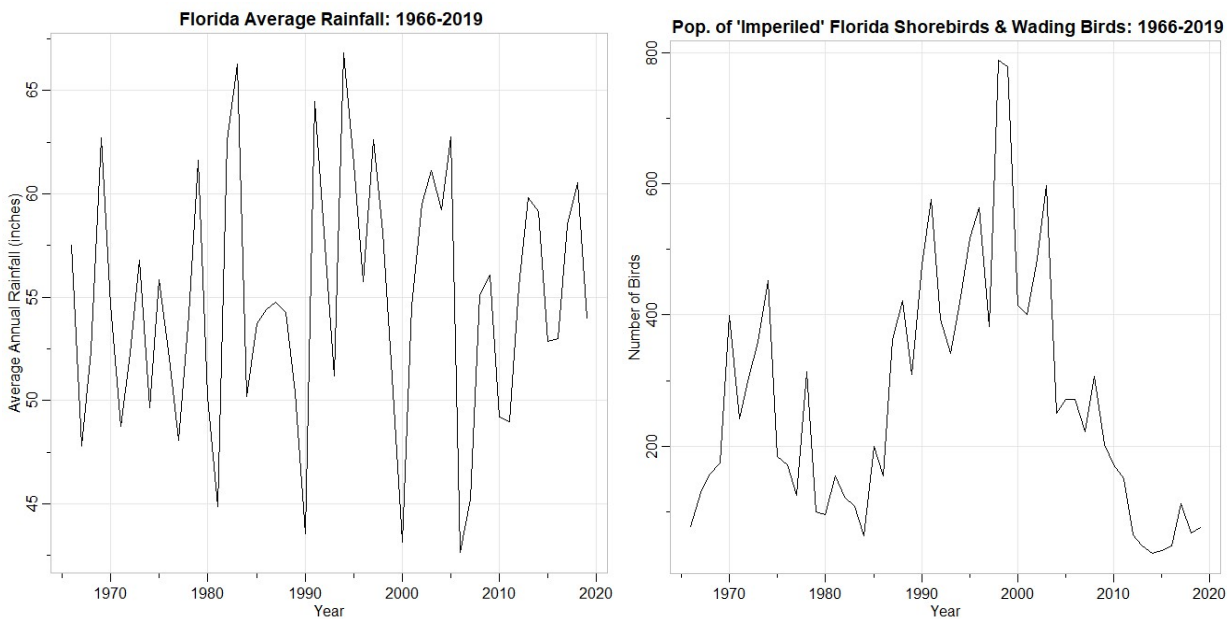 Florida Average Rainfall: 1966-2019
Average Annual Rainfall (inches)
65
60
55
50
45
1970 1980 1990 2000 2010 2020
Year
Pop. of 'Imperiled' Florida Shorebirds & Wading Birds: 1966-2019
Number of Birds
800
600
400
200
1970 1980 1990 2000 2010 2020
Year